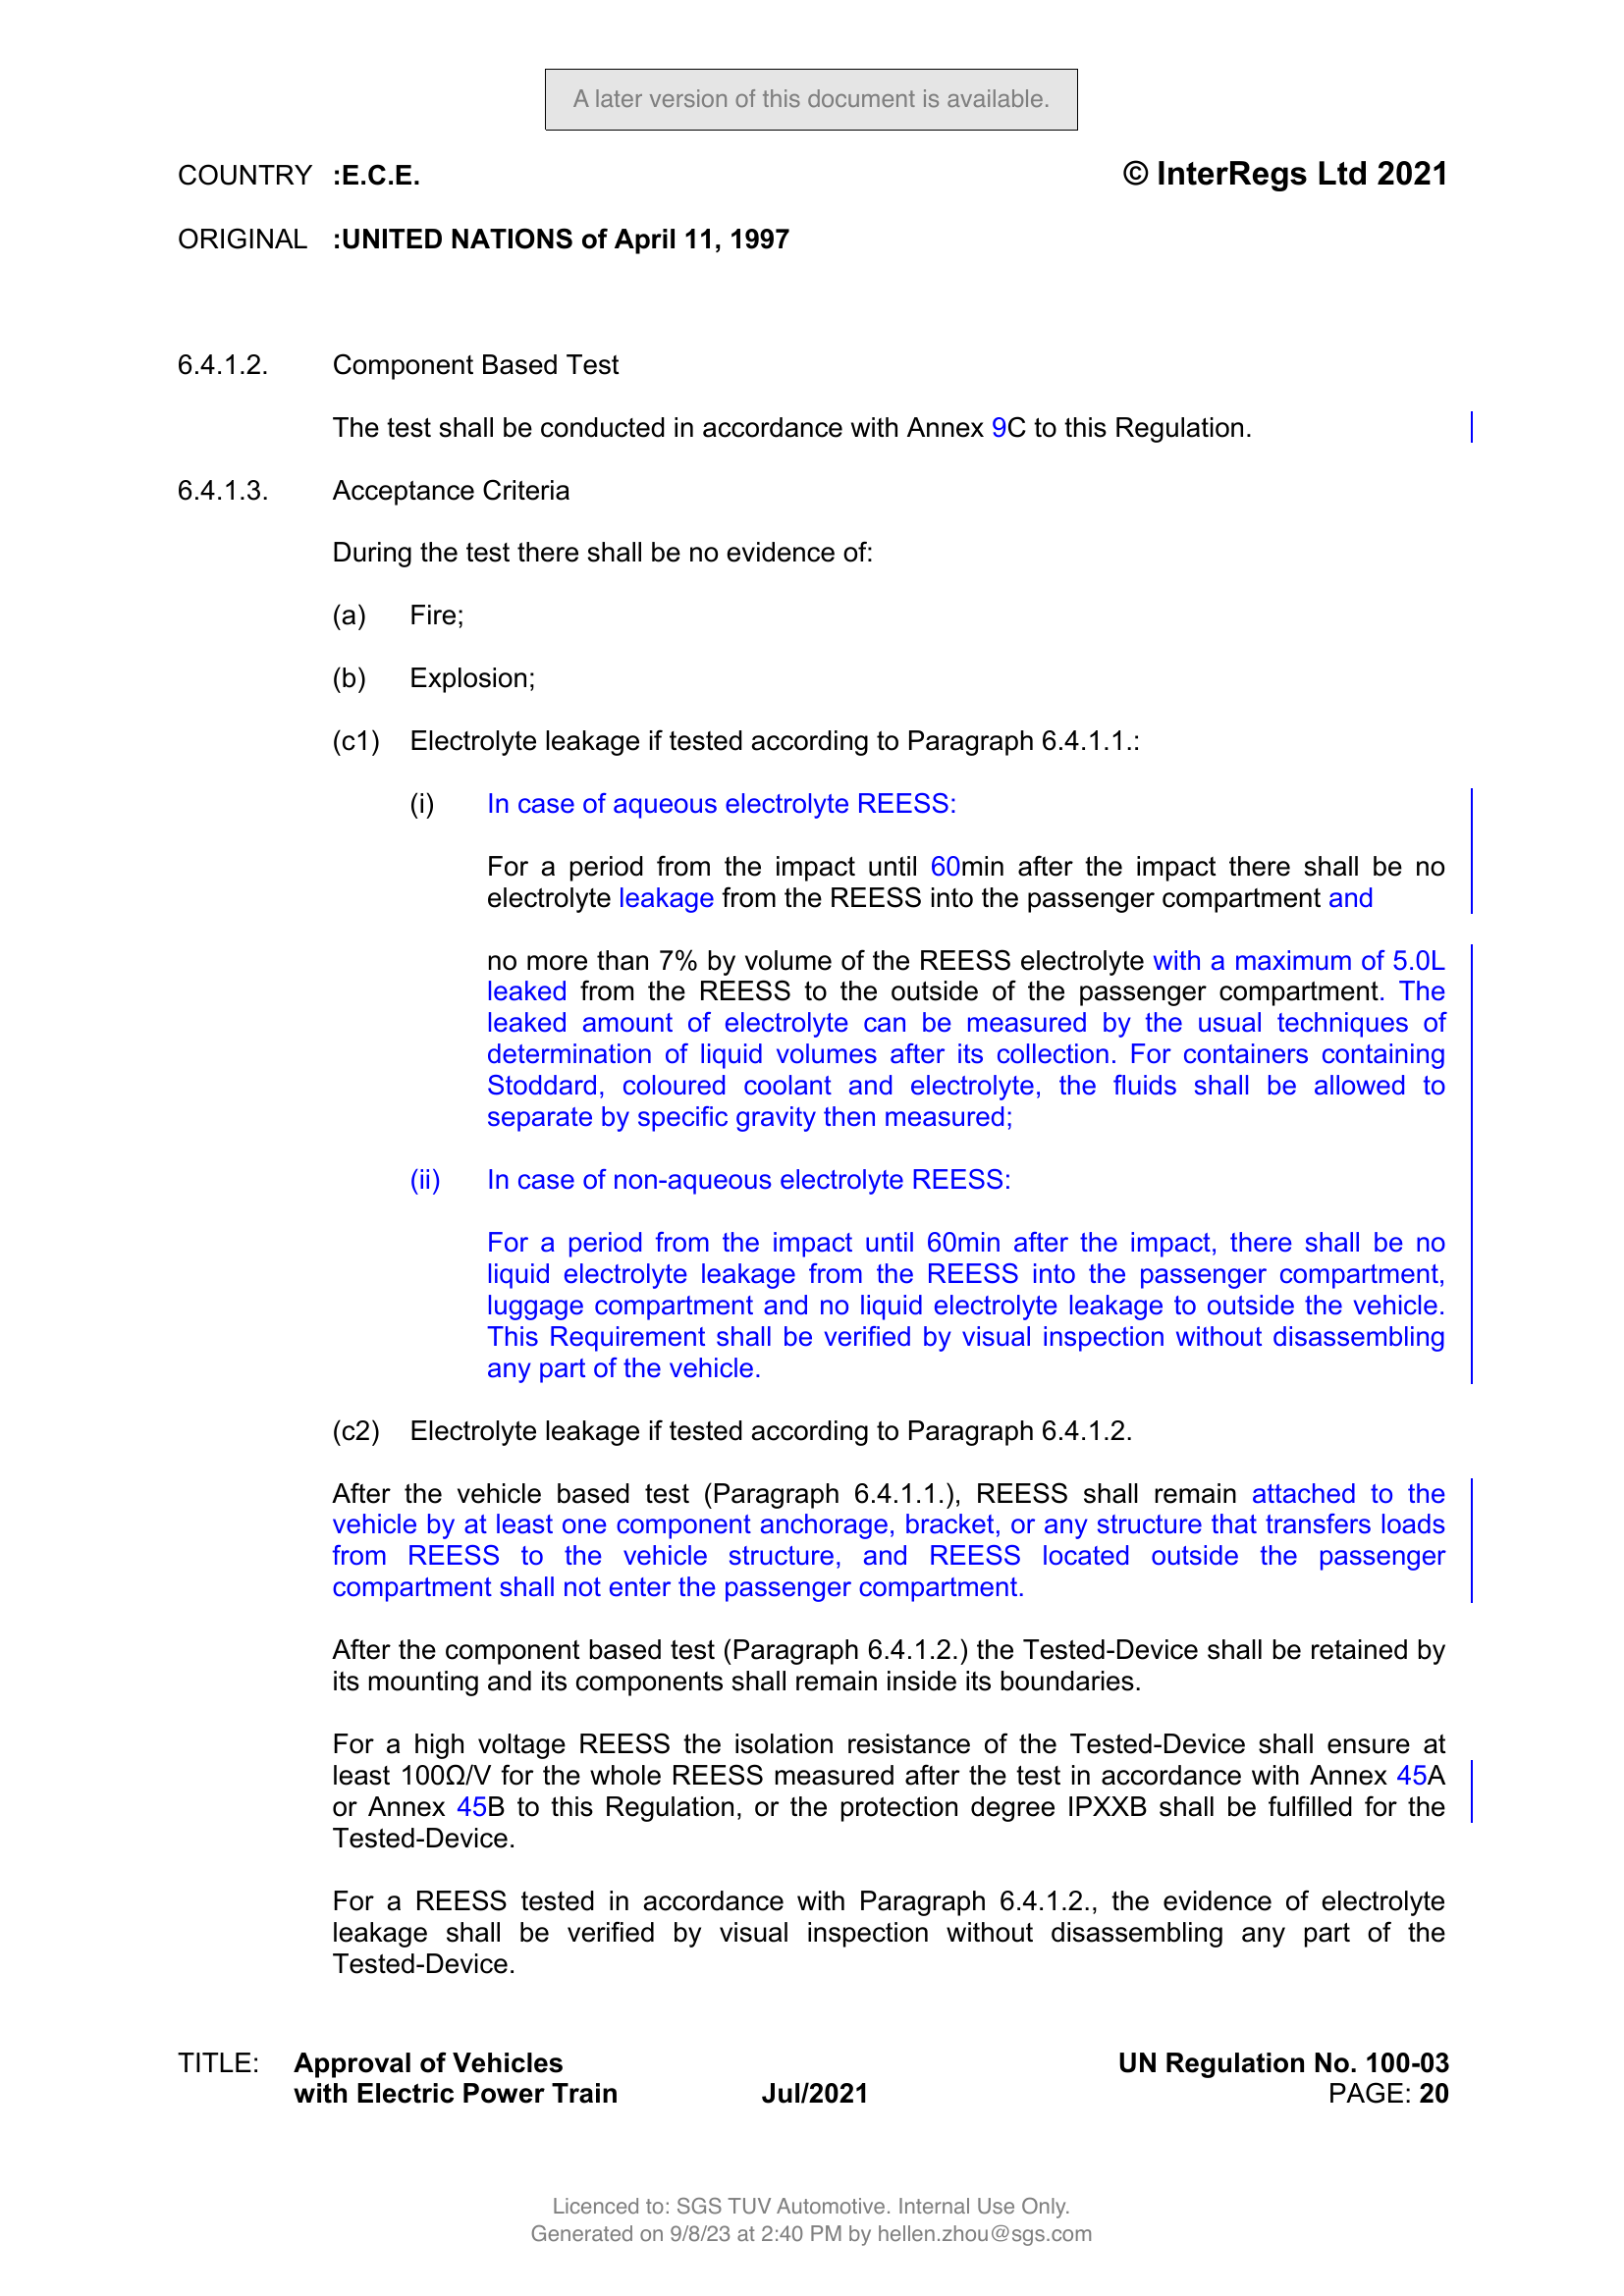 A later version of this document is available.
COUNTRY :E.C.E. © InterRegs Ltd 2021
ORIGINAL :UNITED NATIONS of April 11, 1997
6.4.1.2. Component Based Test
The test shall be conducted in accordance with Annex 9C to this Regulation.
6.4.1.3. Acceptance Criteria
During the test there shall be no evidence of:
(a) Fire;
(b) Explosion;
(c1) Electrolyte leakage if tested according to Paragraph 6.4.1.1.:
(i) In case of aqueous electrolyte REESS:
For a period from the impact until 60min after the impact there shall be no
electrolyte leakage from the REESS into the passenger compartment and
no more than 7% by volume of the REESS electrolyte with a maximum of 5.0L
leaked from the REESS to the outside of the passenger compartment. The
leaked amount of electrolyte can be measured by the usual techniques of
determination of liquid volumes after its collection. For containers containing
Stoddard, coloured coolant and electrolyte, the fluids shall be allowed to
separate by specific gravity then measured;
(ii) In case of non-aqueous electrolyte REESS:
For a period from the impact until 60min after the impact, there shall be no
liquid electrolyte leakage from the REESS into the passenger compartment,
luggage compartment and no liquid electrolyte leakage to outside the vehicle.
This Requirement shall be verified by visual inspection without disassembling
any part of the vehicle.
(c2) Electrolyte leakage if tested according to Paragraph 6.4.1.2.
After the vehicle based test (Paragraph 6.4.1.1.), REESS shall remain attached to the
vehicle by at least one component anchorage, bracket, or any structure that transfers loads
from REESS to the vehicle structure, and REESS located outside the passenger
compartment shall not enter the passenger compartment.
After the component based test (Paragraph 6.4.1.2.) the Tested-Device shall be retained by
its mounting and its components shall remain inside its boundaries.
For a high voltage REESS the isolation resistance of the Tested-Device shall ensure at
least 100Ω/V for the whole REESS measured after the test in accordance with Annex 45A
or Annex 45B to this Regulation, or the protection degree IPXXB shall be fulfilled for the
Tested-Device.
For a REESS tested in accordance with Paragraph 6.4.1.2., the evidence of electrolyte
leakage shall be verified by visual inspection without disassembling any part of the
Tested-Device.
TITLE: Approval of Vehicles UN Regulation No. 100-03
with Electric Power Train Jul/2021 PAGE: 20
Licenced to: SGS TUV Automotive. Internal Use Only.
Generated on 9/8/23 at 2:40 PM by hellen.zhou@sgs.com